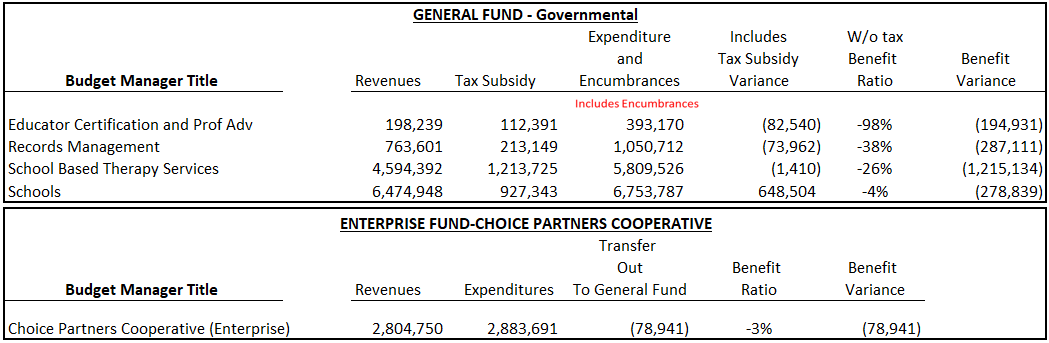 GENERAL FUND - Governmental
Budget Manager Title Revenues Tax Subsidy Expenditure and Encumbrances Includes Tax Subsidy Variance W/o tax Benefit Ratio Benefit Variance
Includes Encumbrances
Educator Certification and Prof Adv 198,239 112,391 393,170 (82,540) -98% (194,931)
Records Management 763,601 213,149 1,050,712 (73,962) -38% (287,111)
School Based Therapy Services 4,594,392 1,213,725 5,809,526 (1,410) -26% (1,215,134)
Schools 6,474,948 927,343 6,753,787 648,504 -4% (278,839)
ENTERPRISE FUND-CHOICE PARTNERS COOPERATIVE
Budget Manager Title Revenues Expenditures Transfer Out To General Fund Benefit Ratio Benefit Variance
Choice Partners Cooperative (Enterprise) 2,804,750 2,883,691 (78,941) -3% (78,941)